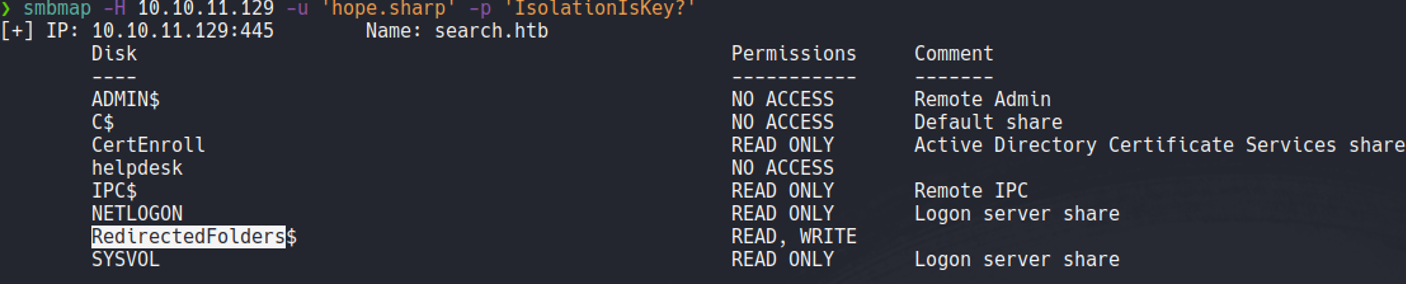 ❯ smbmap -H 10.10.11.129 -u 'hope.sharp' -p 'IsolationIsKey?'
[+] IP: 10.10.11.129:445 Name: search.htb
Disk Permissions Comment
---- ----------- -------
ADMIN$ NO ACCESS Remote Admin
C$ NO ACCESS Default share
CertEnroll READ ONLY Active Directory Certificate Services share
helpdesk NO ACCESS
IPC$ READ ONLY Remote IPC
NETLOGON READ ONLY Logon server share
RedirectedFolders$ READ, WRITE
SYSVOL READ ONLY Logon server share